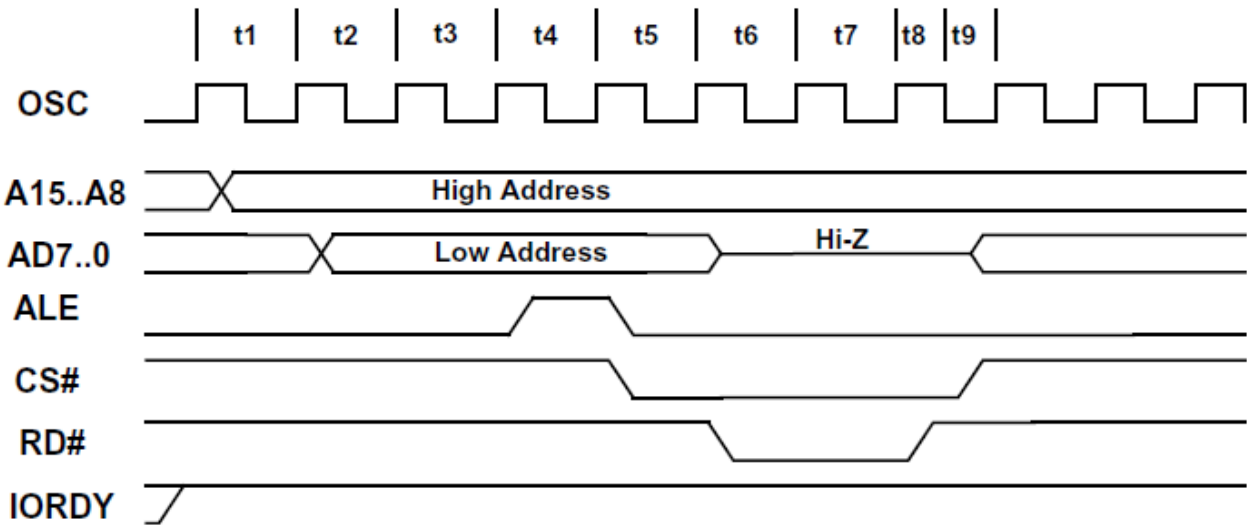 t1 t2 t3 t4 t5 t6 t7 t8 t9
OSC
A15..A8 High Address
AD7..0 Low Address Hi-Z
ALE
CS#
RD#
IORDY